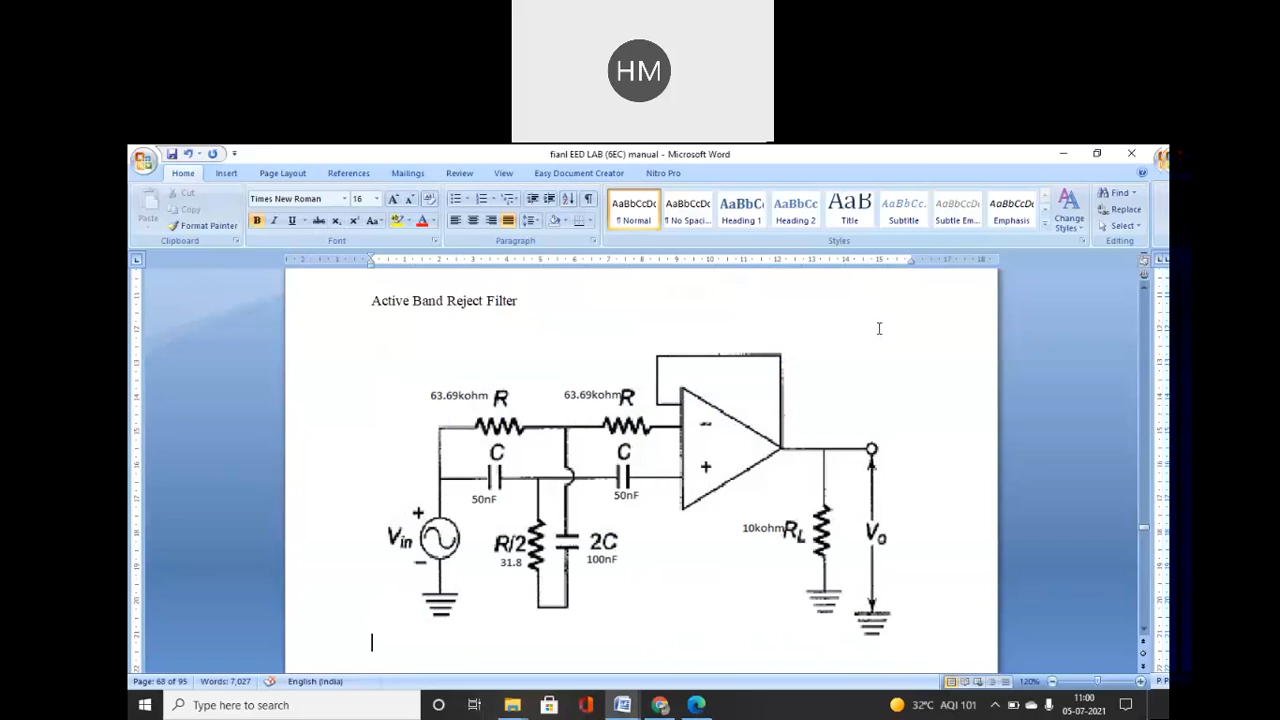 HM
fianl EED LAB (6EC) manual - Microsoft Word
Home Insert Page Layout References Mailings Review View Easy Document Creator Nitro Pro
Paste Cut Copy Format Painter
Times New Roman 16
AaBbCcDc AaBbCcDc AaBbC AaBbCc AaB AaBbCc. AaBbCcDc AaBbCcDc
¶ Normal ¶ No Spaci... Heading 1 Heading 2 Title Subtitle Subtle Em... Emphasis
Change Styles
Find Replace Select
Clipboard Font Paragraph Styles Editing
Active Band Reject Filter
63.69kohm R 63.69kohm R
C C
50nF 50nF
−
+
+
Vin
−
R/2 31.8
2C 100nF
10kohm RL
Vo
Page: 68 of 95 Words: 7,027 English (India) 120%
Type here to search
32°C AQI 101
11:00
05-07-2021